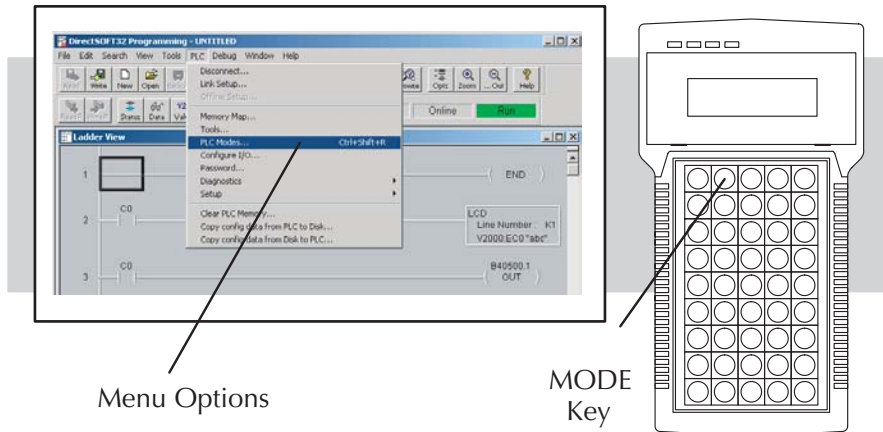 DirectSOFT32 Programming - UNTITLED
File Edit Search View Tools PLC Debug Window Help
Write New Open
Opts Zoom ... Out Help
Status Data
Online Run
Disconnect...
Link Setup...
Offline Setup...
Memory Map...
Tools...
PLC Modes... Ctrl+Shift+R
Configure I/O...
Password...
Diagnostics
Setup
Clear PLC Memory...
Copy config data from PLC to Disk...
Copy config data from Disk to PLC...
Ladder View
1 END
2 C0
LCD
Line Number: K1
V2000:EC0 "abc"
3 C0
B40500.1
OUT
Menu Options
MODE
Key